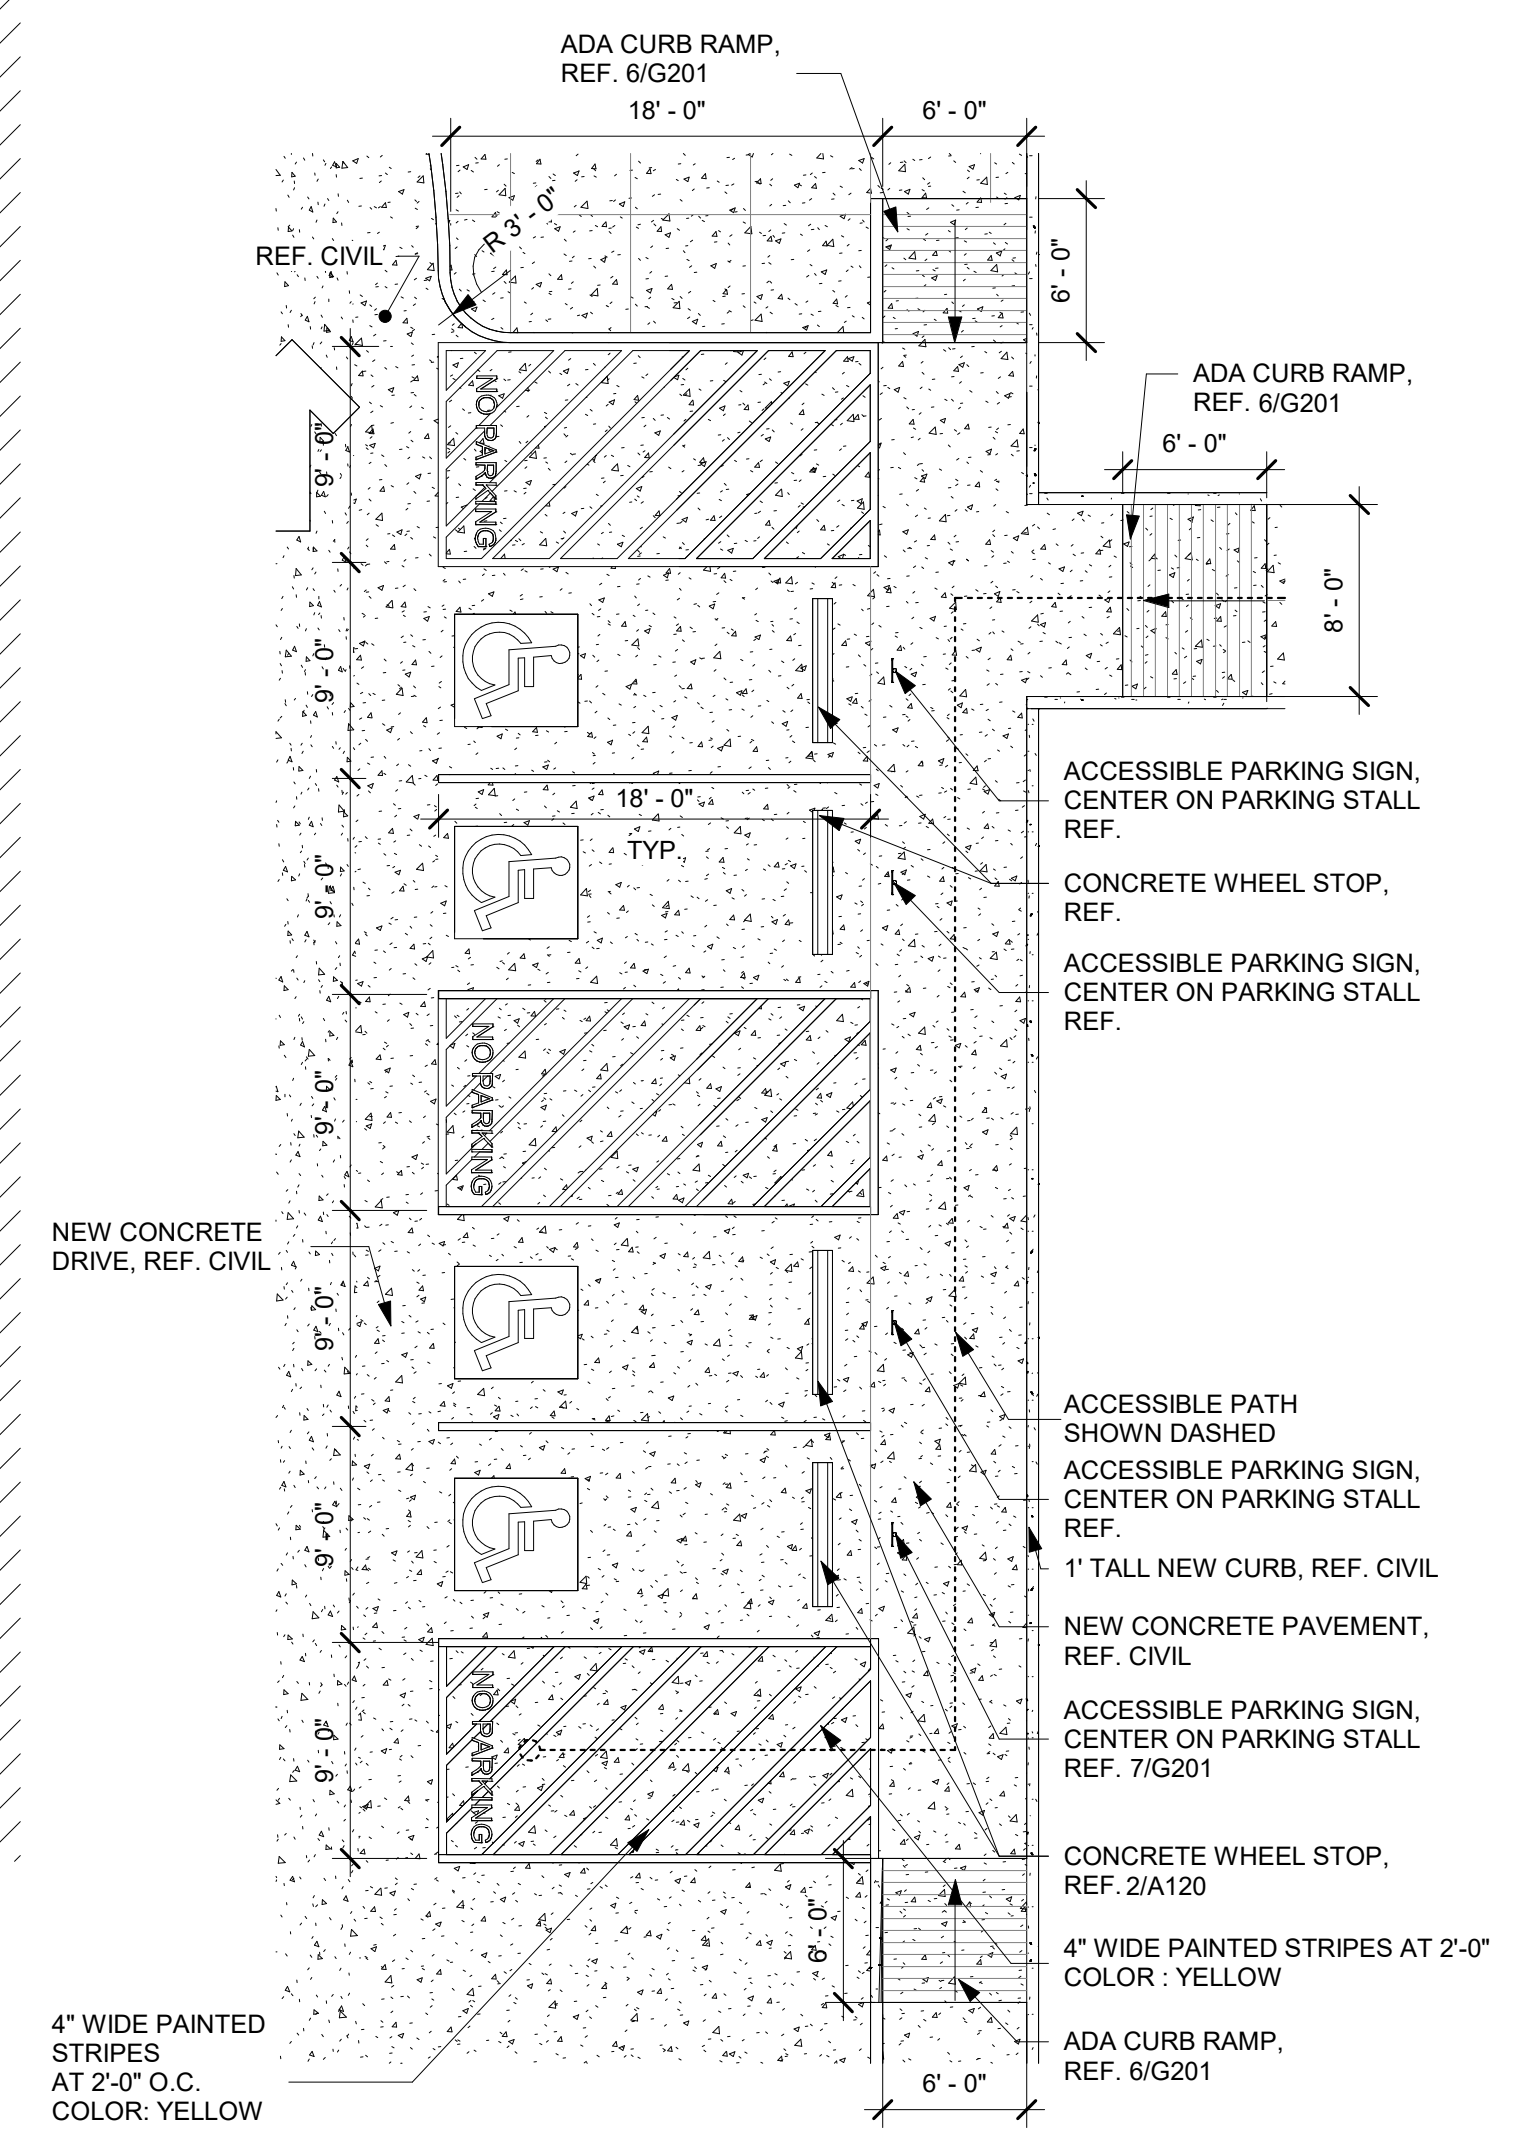 ADA CURB RAMP,
REF. 6/G201
18' - 0"
6' - 0"
R 3' - 0"
REF. CIVIL
6' - 0"
ADA CURB RAMP,
REF. 6/G201
6' - 0"
9' - 0"
NO PARKING
8' - 0"
9' - 0"
ACCESSIBLE PARKING SIGN,
CENTER ON PARKING STALL
REF.
18' - 0"
TYP.
9' - 0"
CONCRETE WHEEL STOP,
REF.
ACCESSIBLE PARKING SIGN,
CENTER ON PARKING STALL
REF.
9' - 0"
NO PARKING
NEW CONCRETE
DRIVE, REF. CIVIL
9' - 0"
ACCESSIBLE PATH
SHOWN DASHED
ACCESSIBLE PARKING SIGN,
CENTER ON PARKING STALL
REF.
9' - 0"
1' TALL NEW CURB, REF. CIVIL
NEW CONCRETE PAVEMENT,
REF. CIVIL
9' - 0"
NO PARKING
ACCESSIBLE PARKING SIGN,
CENTER ON PARKING STALL
REF. 7/G201
CONCRETE WHEEL STOP,
REF. 2/A120
6' - 0"
4" WIDE PAINTED STRIPES AT 2'-0"
COLOR : YELLOW
4" WIDE PAINTED
STRIPES
AT 2'-0" O.C.
COLOR: YELLOW
ADA CURB RAMP,
REF. 6/G201
6' - 0"